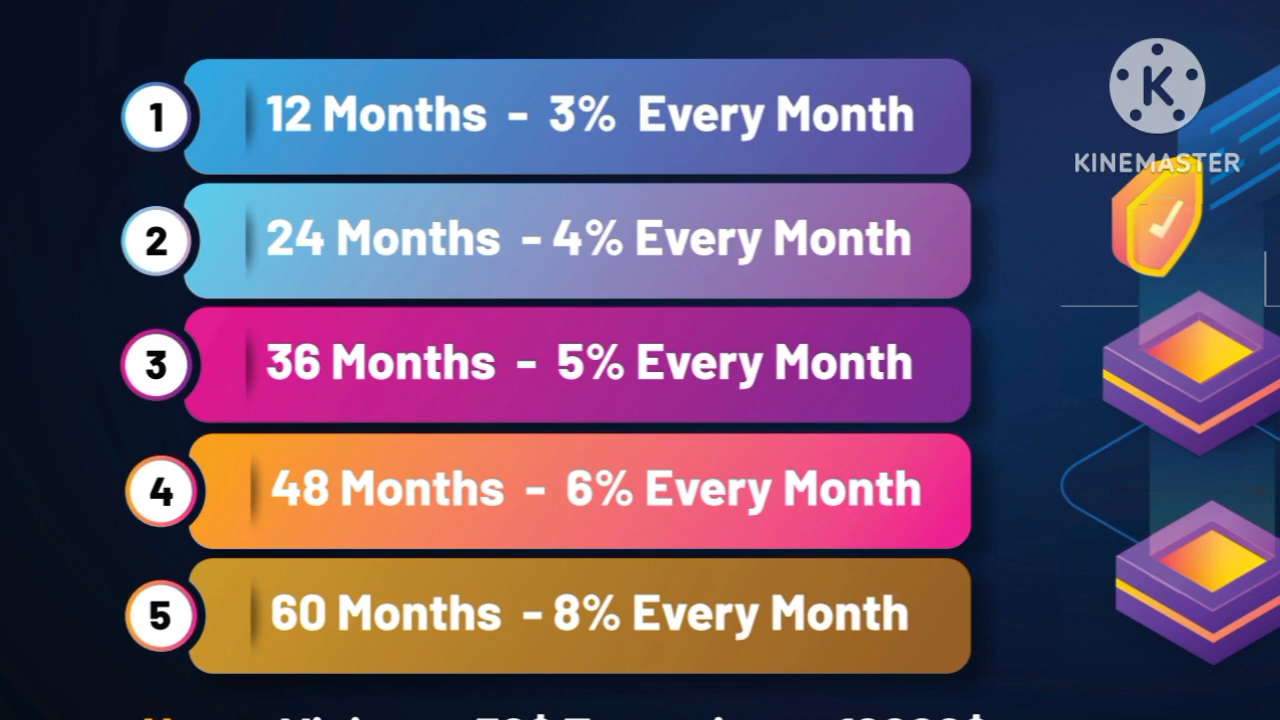 1 12 Months - 3% Every Month
2 24 Months - 4% Every Month
3 36 Months - 5% Every Month
4 48 Months - 6% Every Month
5 60 Months - 8% Every Month
K
KINEMASTER